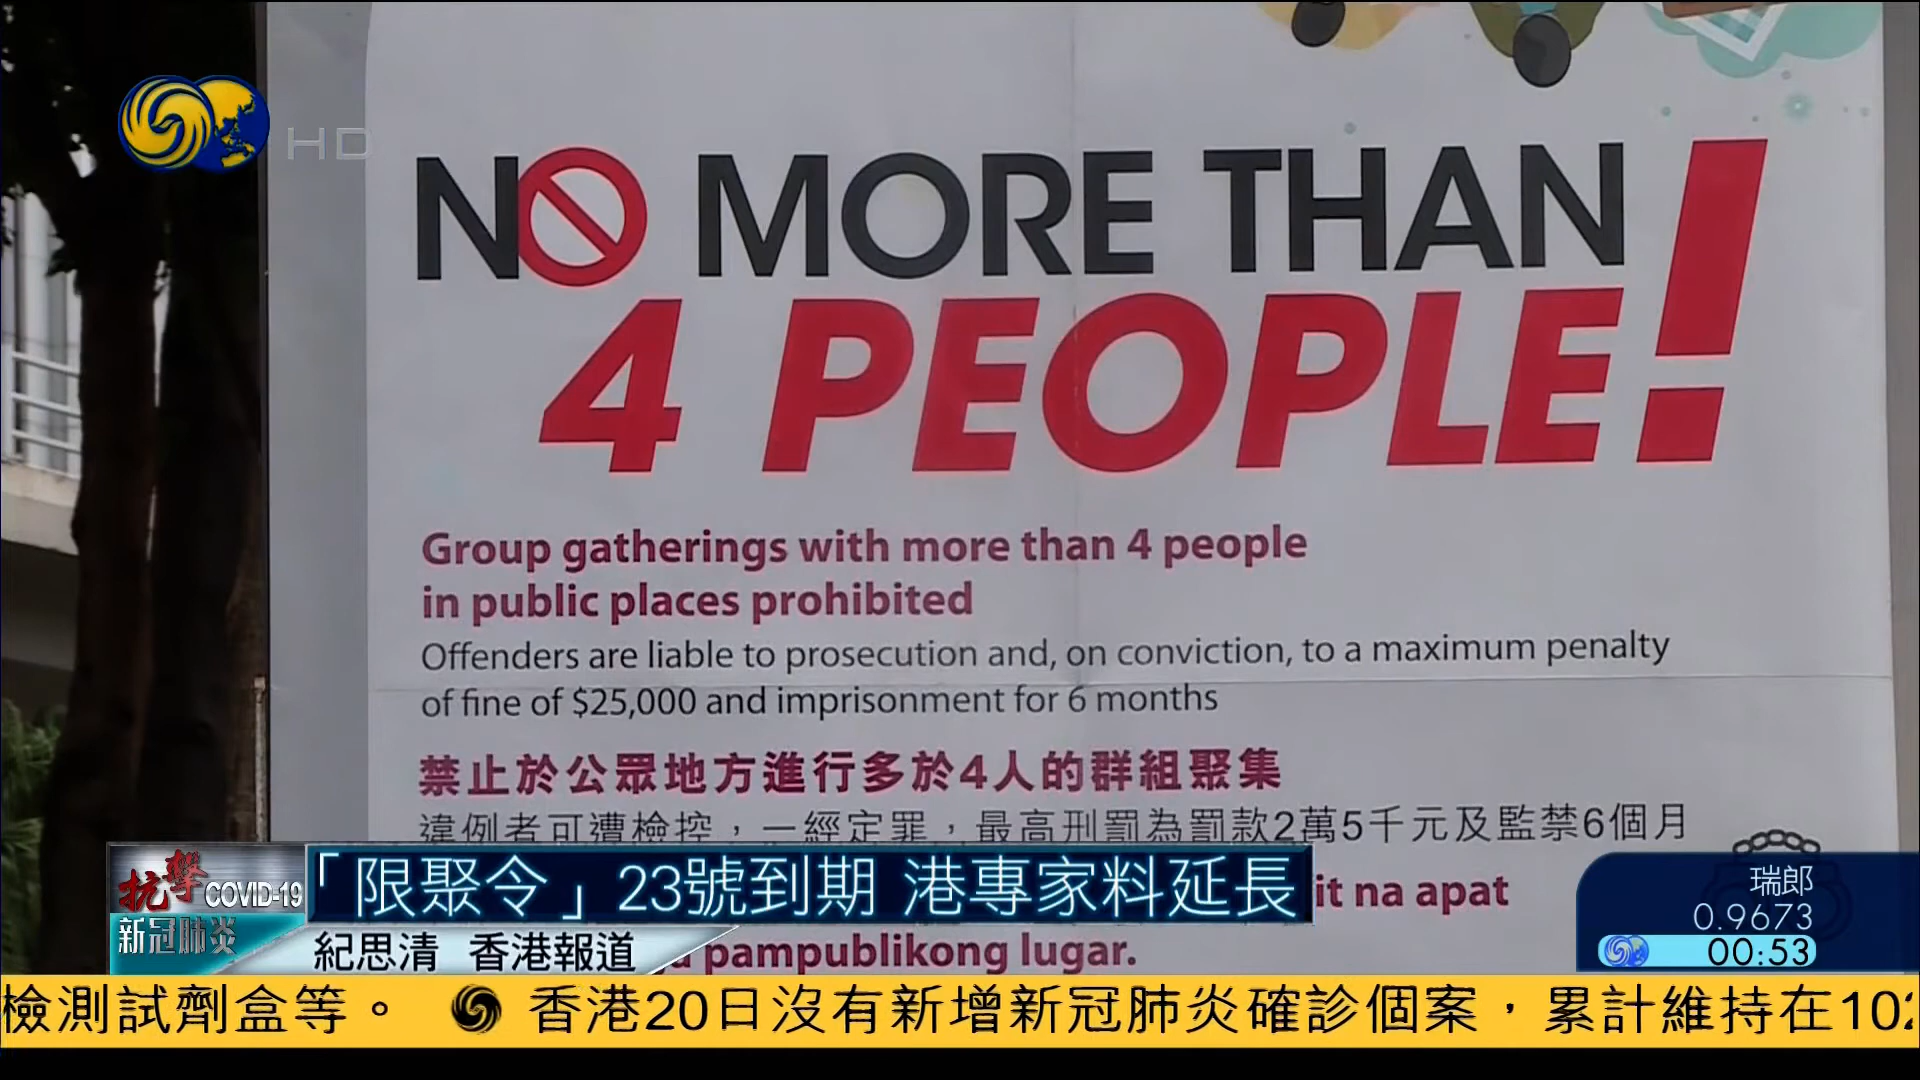 HD
NO MORE THAN
4 PEOPLE!
Group gatherings with more than 4 people
in public places prohibited
Offenders are liable to prosecution and, on conviction, to a maximum penalty
of fine of $25,000 and imprisonment for 6 months
禁止於公眾地方進行多於4人的群組聚集
違例者可遭檢控，一經定罪，最高刑罰為罰款2萬5千元及監禁6個月
it na apat
pampublikong lugar.
抗擊 COVID-19
新冠肺炎
「限聚令」23號到期 港專家料延長
紀思清 香港報道
瑞郎
0.9673
00:53
檢測試劑盒等。 香港20日沒有新增新冠肺炎確診個案，累計維持在102